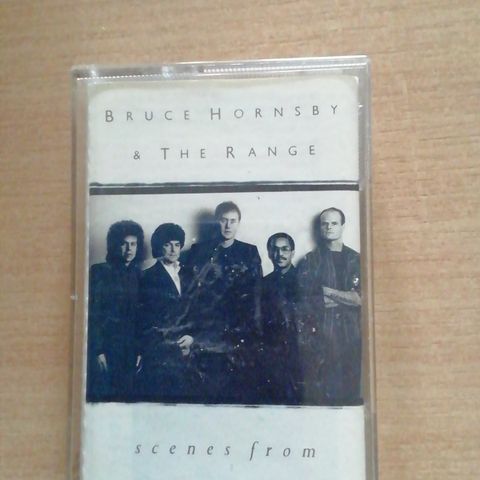 BRUCE HORNSBY
& THE RANGE
scenes from